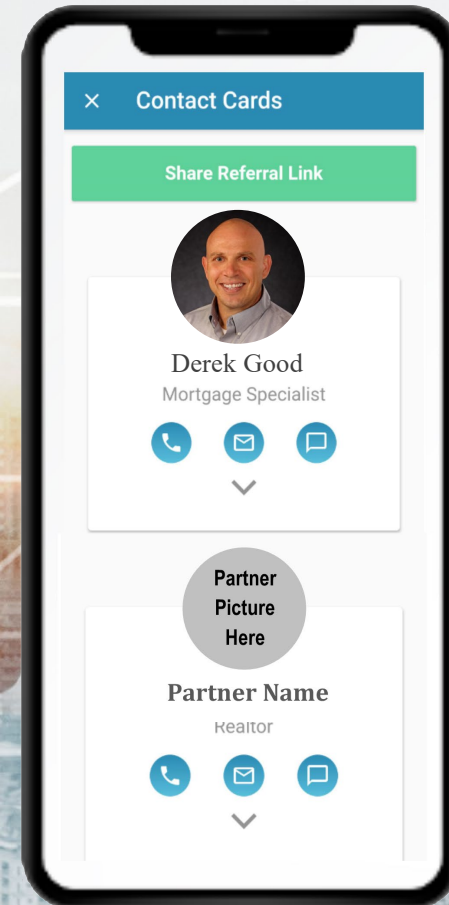 Contact Cards
Share Referral Link
Derek Good
Mortgage Specialist
Partner
Picture
Here
Partner Name
Realtor